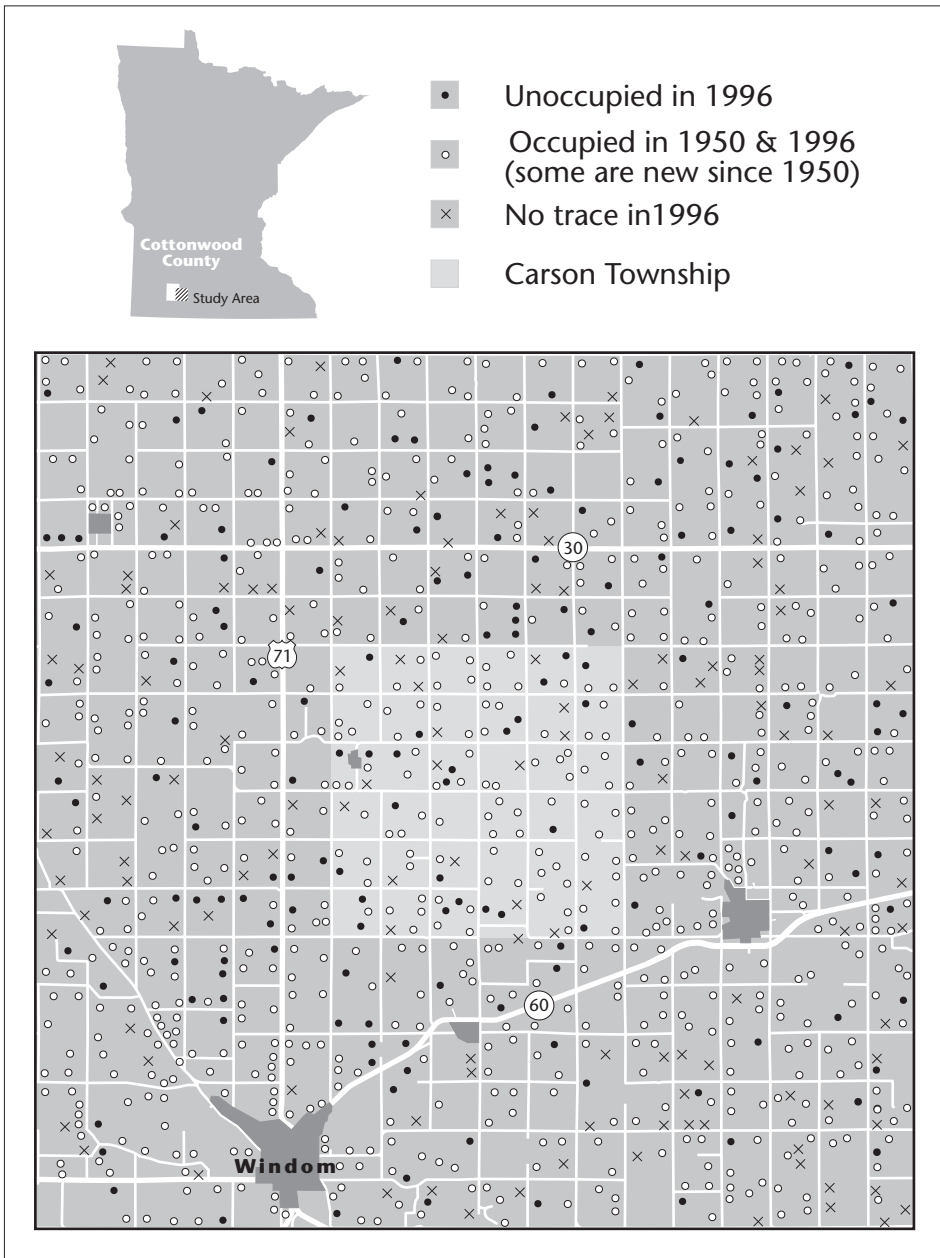 Unoccupied in 1996
Occupied in 1950 & 1996
(some are new since 1950)
No trace in1996
Carson Township
Cottonwood
County
Study Area
30
71
60
Windom